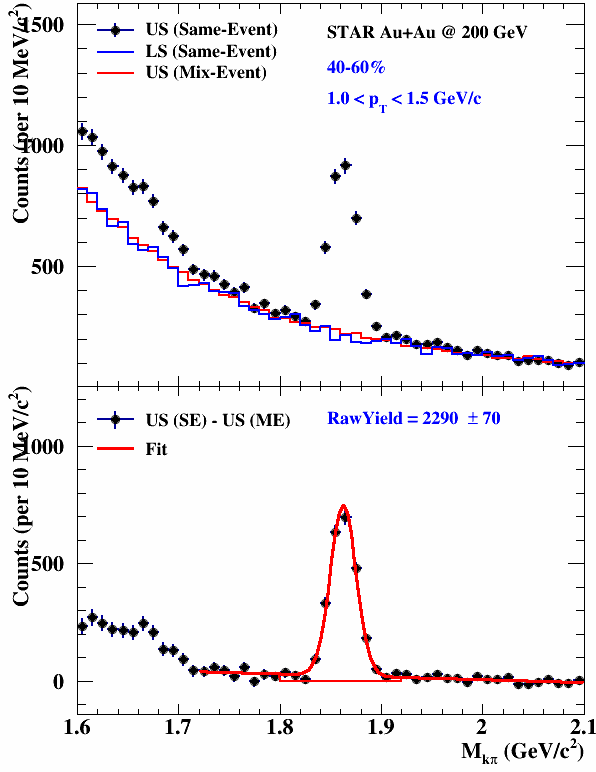 1500
1000
500
Counts (per 10 MeV/c²)
US (Same-Event)
LS (Same-Event)
US (Mix-Event)
STAR Au+Au @ 200 GeV
40-60%
1.0 < p_T < 1.5 GeV/c
1000
500
0
Counts (per 10 MeV/c²)
US (SE) - US (ME)
Fit
RawYield = 2290 ± 70
1.6 1.7 1.8 1.9 2 2.1
M_kπ (GeV/c²)